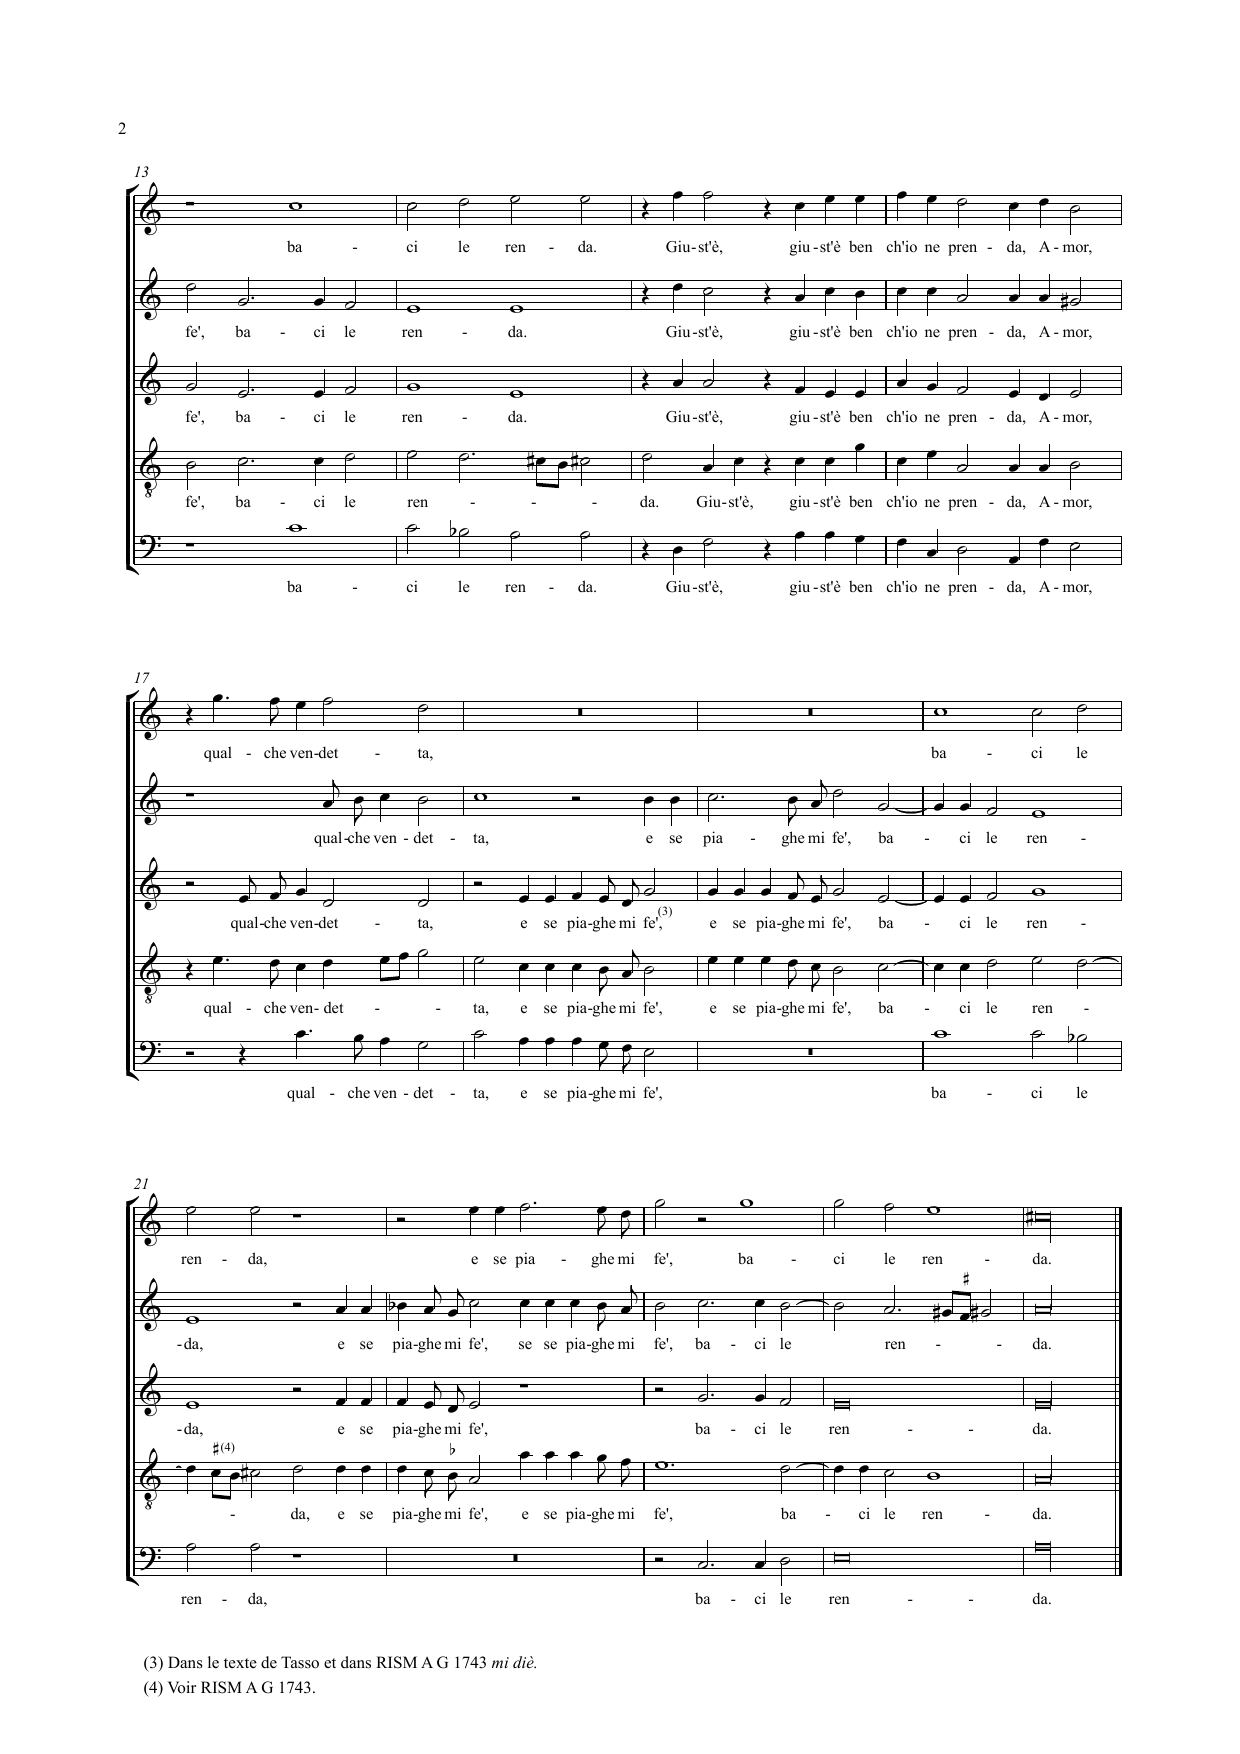 2
13
ba - ci le ren - da. Giu-st'è, giu-st'è ben ch'io ne pren - da, A-mor,
fe', ba - ci le ren - da. Giu-st'è, giu-st'è ben ch'io ne pren - da, A-mor,
fe', ba - ci le ren - da. Giu-st'è, giu-st'è ben ch'io ne pren - da, A-mor,
8
fe', ba - ci le ren - - - da. Giu-st'è, giu-st'è ben ch'io ne pren - da, A-mor,
ba - ci le ren - da. Giu-st'è, giu-st'è ben ch'io ne pren - da, A-mor,
17
qual - che ven-det - ta, ba - ci le
qual-che ven - det - ta, e se pia - ghe mi fe', ba - ci le ren -
qual-che ven-det - ta, e se pia-ghe mi fe',(3) e se pia-ghe mi fe', ba - ci le ren -
8
qual - che ven- det - - ta, e se pia-ghe mi fe', e se pia-ghe mi fe', ba - ci le ren -
qual - che ven - det - ta, e se pia-ghe mi fe', ba - ci le
21
ren - da, e se pia - ghe mi fe', ba - ci le ren - da.
-da, e se pia-ghe mi fe', se se pia-ghe mi fe', ba - ci le ren - - da.
-da, e se pia-ghe mi fe', ba - ci le ren - - da.
(4)
8
- da, e se pia-ghe mi fe', e se pia-ghe mi fe', ba - ci le ren - da.
ren - da, ba - ci le ren - - da.
(3) Dans le texte de Tasso et dans RISM A G 1743 mi diè.
(4) Voir RISM A G 1743.